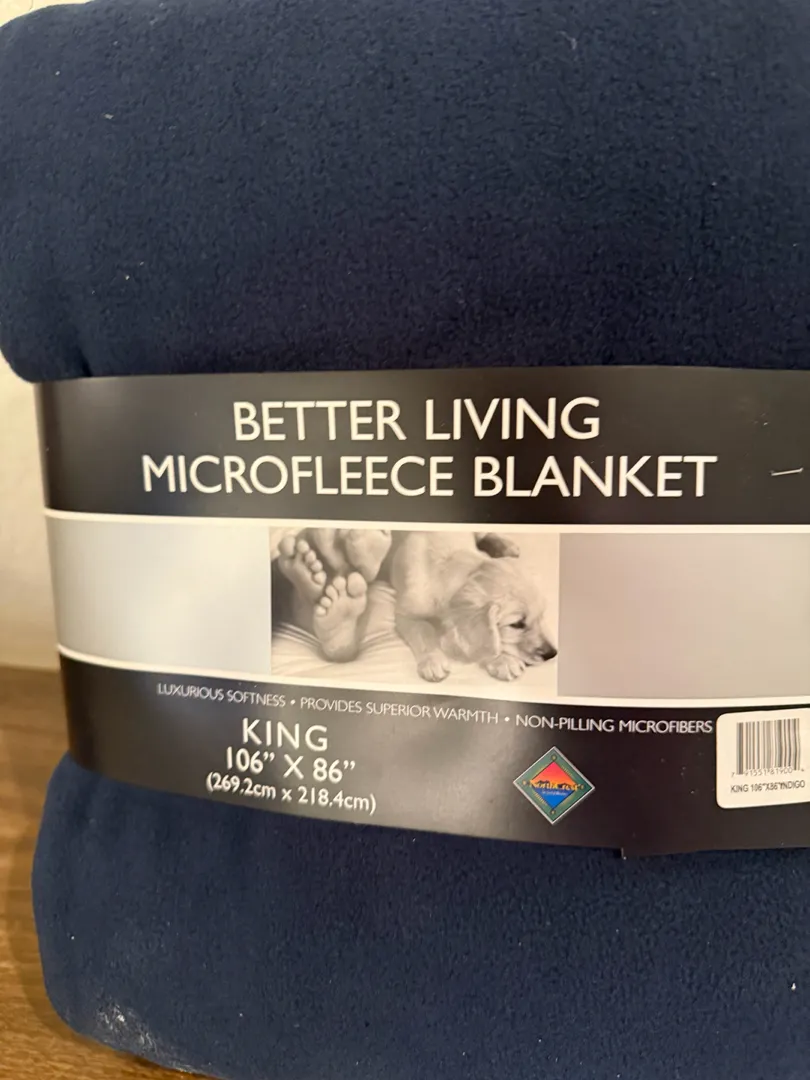 BETTER LIVING
MICROFLEECE BLANKET
LUXURIOUS SOFTNESS • PROVIDES SUPERIOR WARMTH • NON-PILLING MICROFIBERS
KING
106” X 86”
(269.2cm x 218.4cm)
KING 106"X86"INDIGO